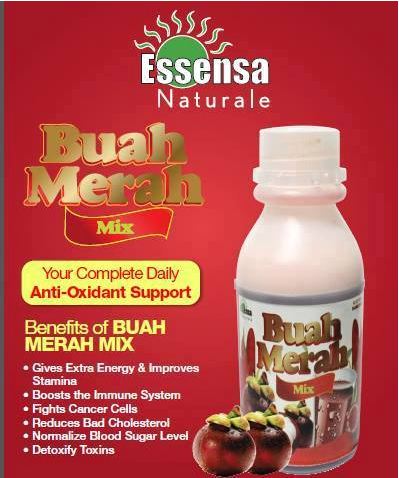 Essensa
Naturale
Buah
Merah
Mix
Your Complete Daily
Anti-Oxidant Support
Benefits of BUAH
MERAH MIX
• Gives Extra Energy & Improves
Stamina
• Boosts the Immune System
• Fights Cancer Cells
• Reduces Bad Cholesterol
• Normalize Blood Sugar Level
• Detoxify Toxins
Essensa
Buah
Merah
Mix